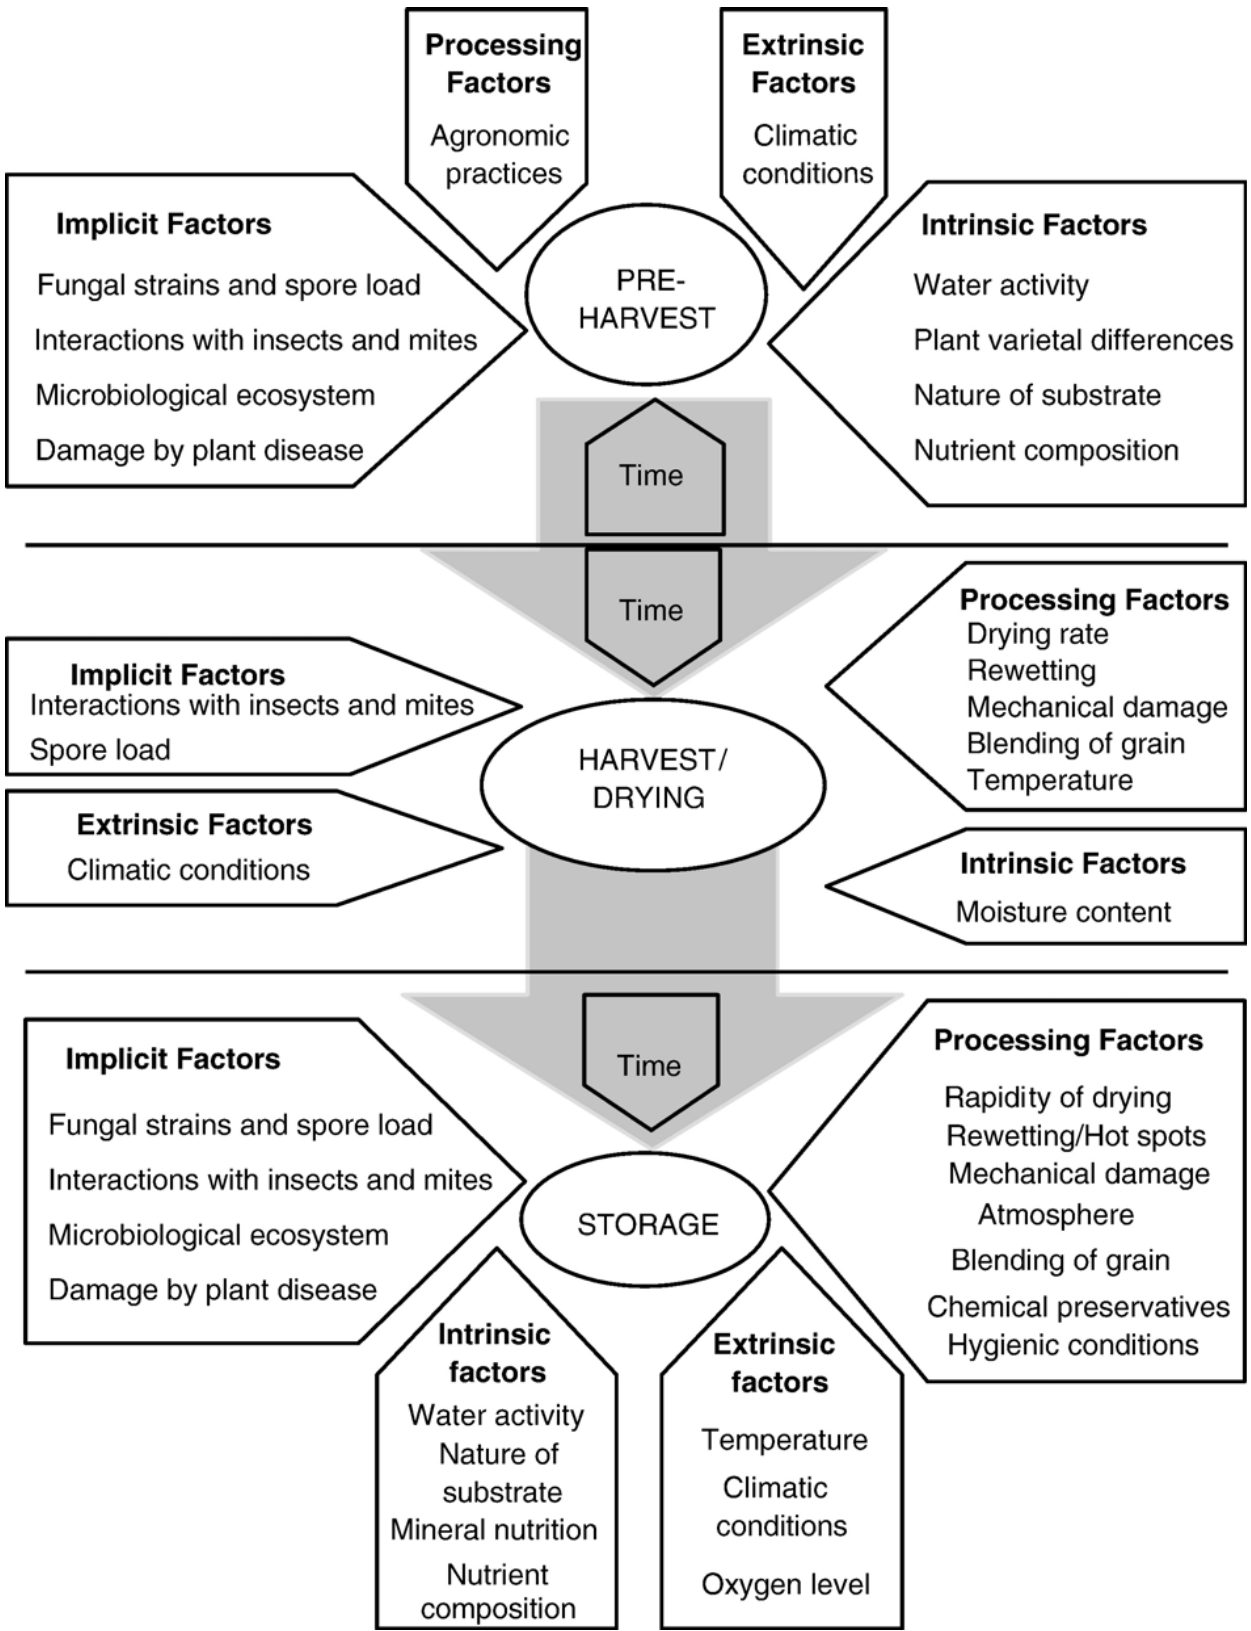 Processing
Factors
Agronomic
practices
Extrinsic
Factors
Climatic
conditions
Implicit Factors
Fungal strains and spore load
Interactions with insects and mites
Microbiological ecosystem
Damage by plant disease
PRE-
HARVEST
Intrinsic Factors
Water activity
Plant varietal differences
Nature of substrate
Nutrient composition
Time
Time
Implicit Factors
Interactions with insects and mites
Spore load
Extrinsic Factors
Climatic conditions
HARVEST/
DRYING
Processing Factors
Drying rate
Rewetting
Mechanical damage
Blending of grain
Temperature
Intrinsic Factors
Moisture content
Time
Implicit Factors
Fungal strains and spore load
Interactions with insects and mites
Microbiological ecosystem
Damage by plant disease
STORAGE
Processing Factors
Rapidity of drying
Rewetting/Hot spots
Mechanical damage
Atmosphere
Blending of grain
Chemical preservatives
Hygienic conditions
Intrinsic
factors
Water activity
Nature of
substrate
Mineral nutrition
Nutrient
composition
Extrinsic
factors
Temperature
Climatic
conditions
Oxygen level